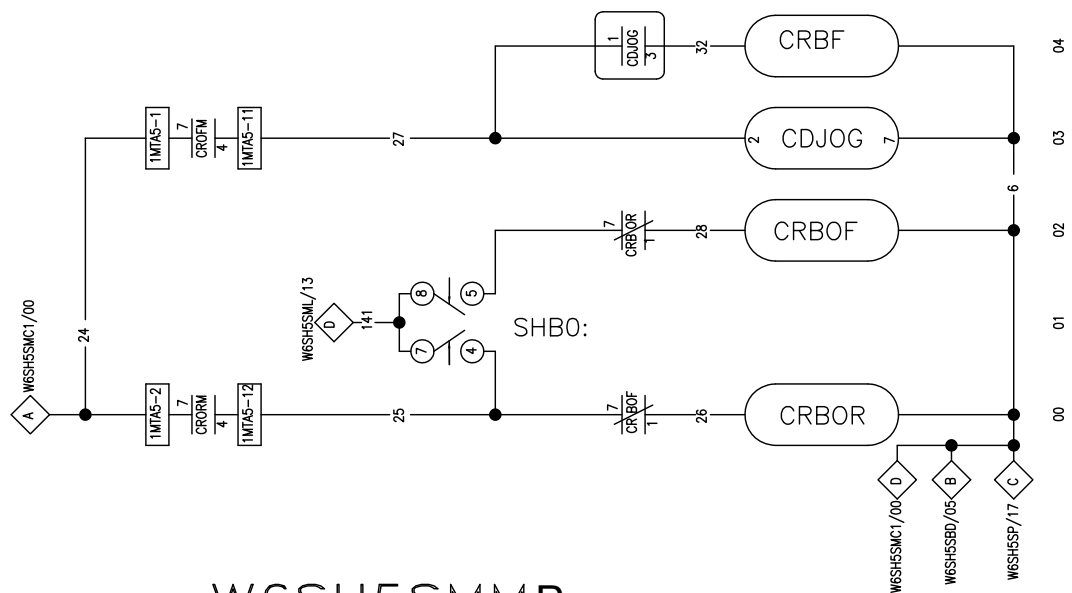 1
CDJOG
3
32
CRBF
04
1MTA5-1
7
CROFM
4
1MTA5-11
27
2
CDJOG
7
03
6
7
CRBOR
1
28
CRBOF
02
W6SH5SMC1/00
A
24
W6SH5SML/13
D
141
8
5
7
4
SHB0:
01
1MTA5-2
7
CRORM
4
1MTA5-12
25
7
CRBOF
1
26
CRBOR
00
W6SH5SMC1/00
D
W6SH5SBD/05
B
W6SH5SP/17
C